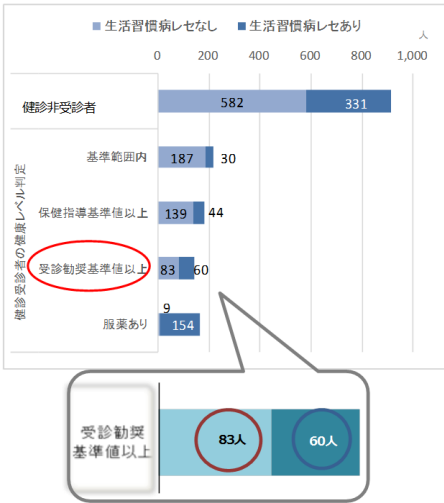 生活習慣病レセなし 生活習慣病レセあり
人
0 200 400 600 800 1,000
健診非受診者 582 331
健診受診者の健康レベル判定
基準範囲内 187 30
保健指導基準値以上 139 44
受診勧奨基準値以上 83 60
9
服薬あり 154
受診勧奨
基準値以上
83人 60人